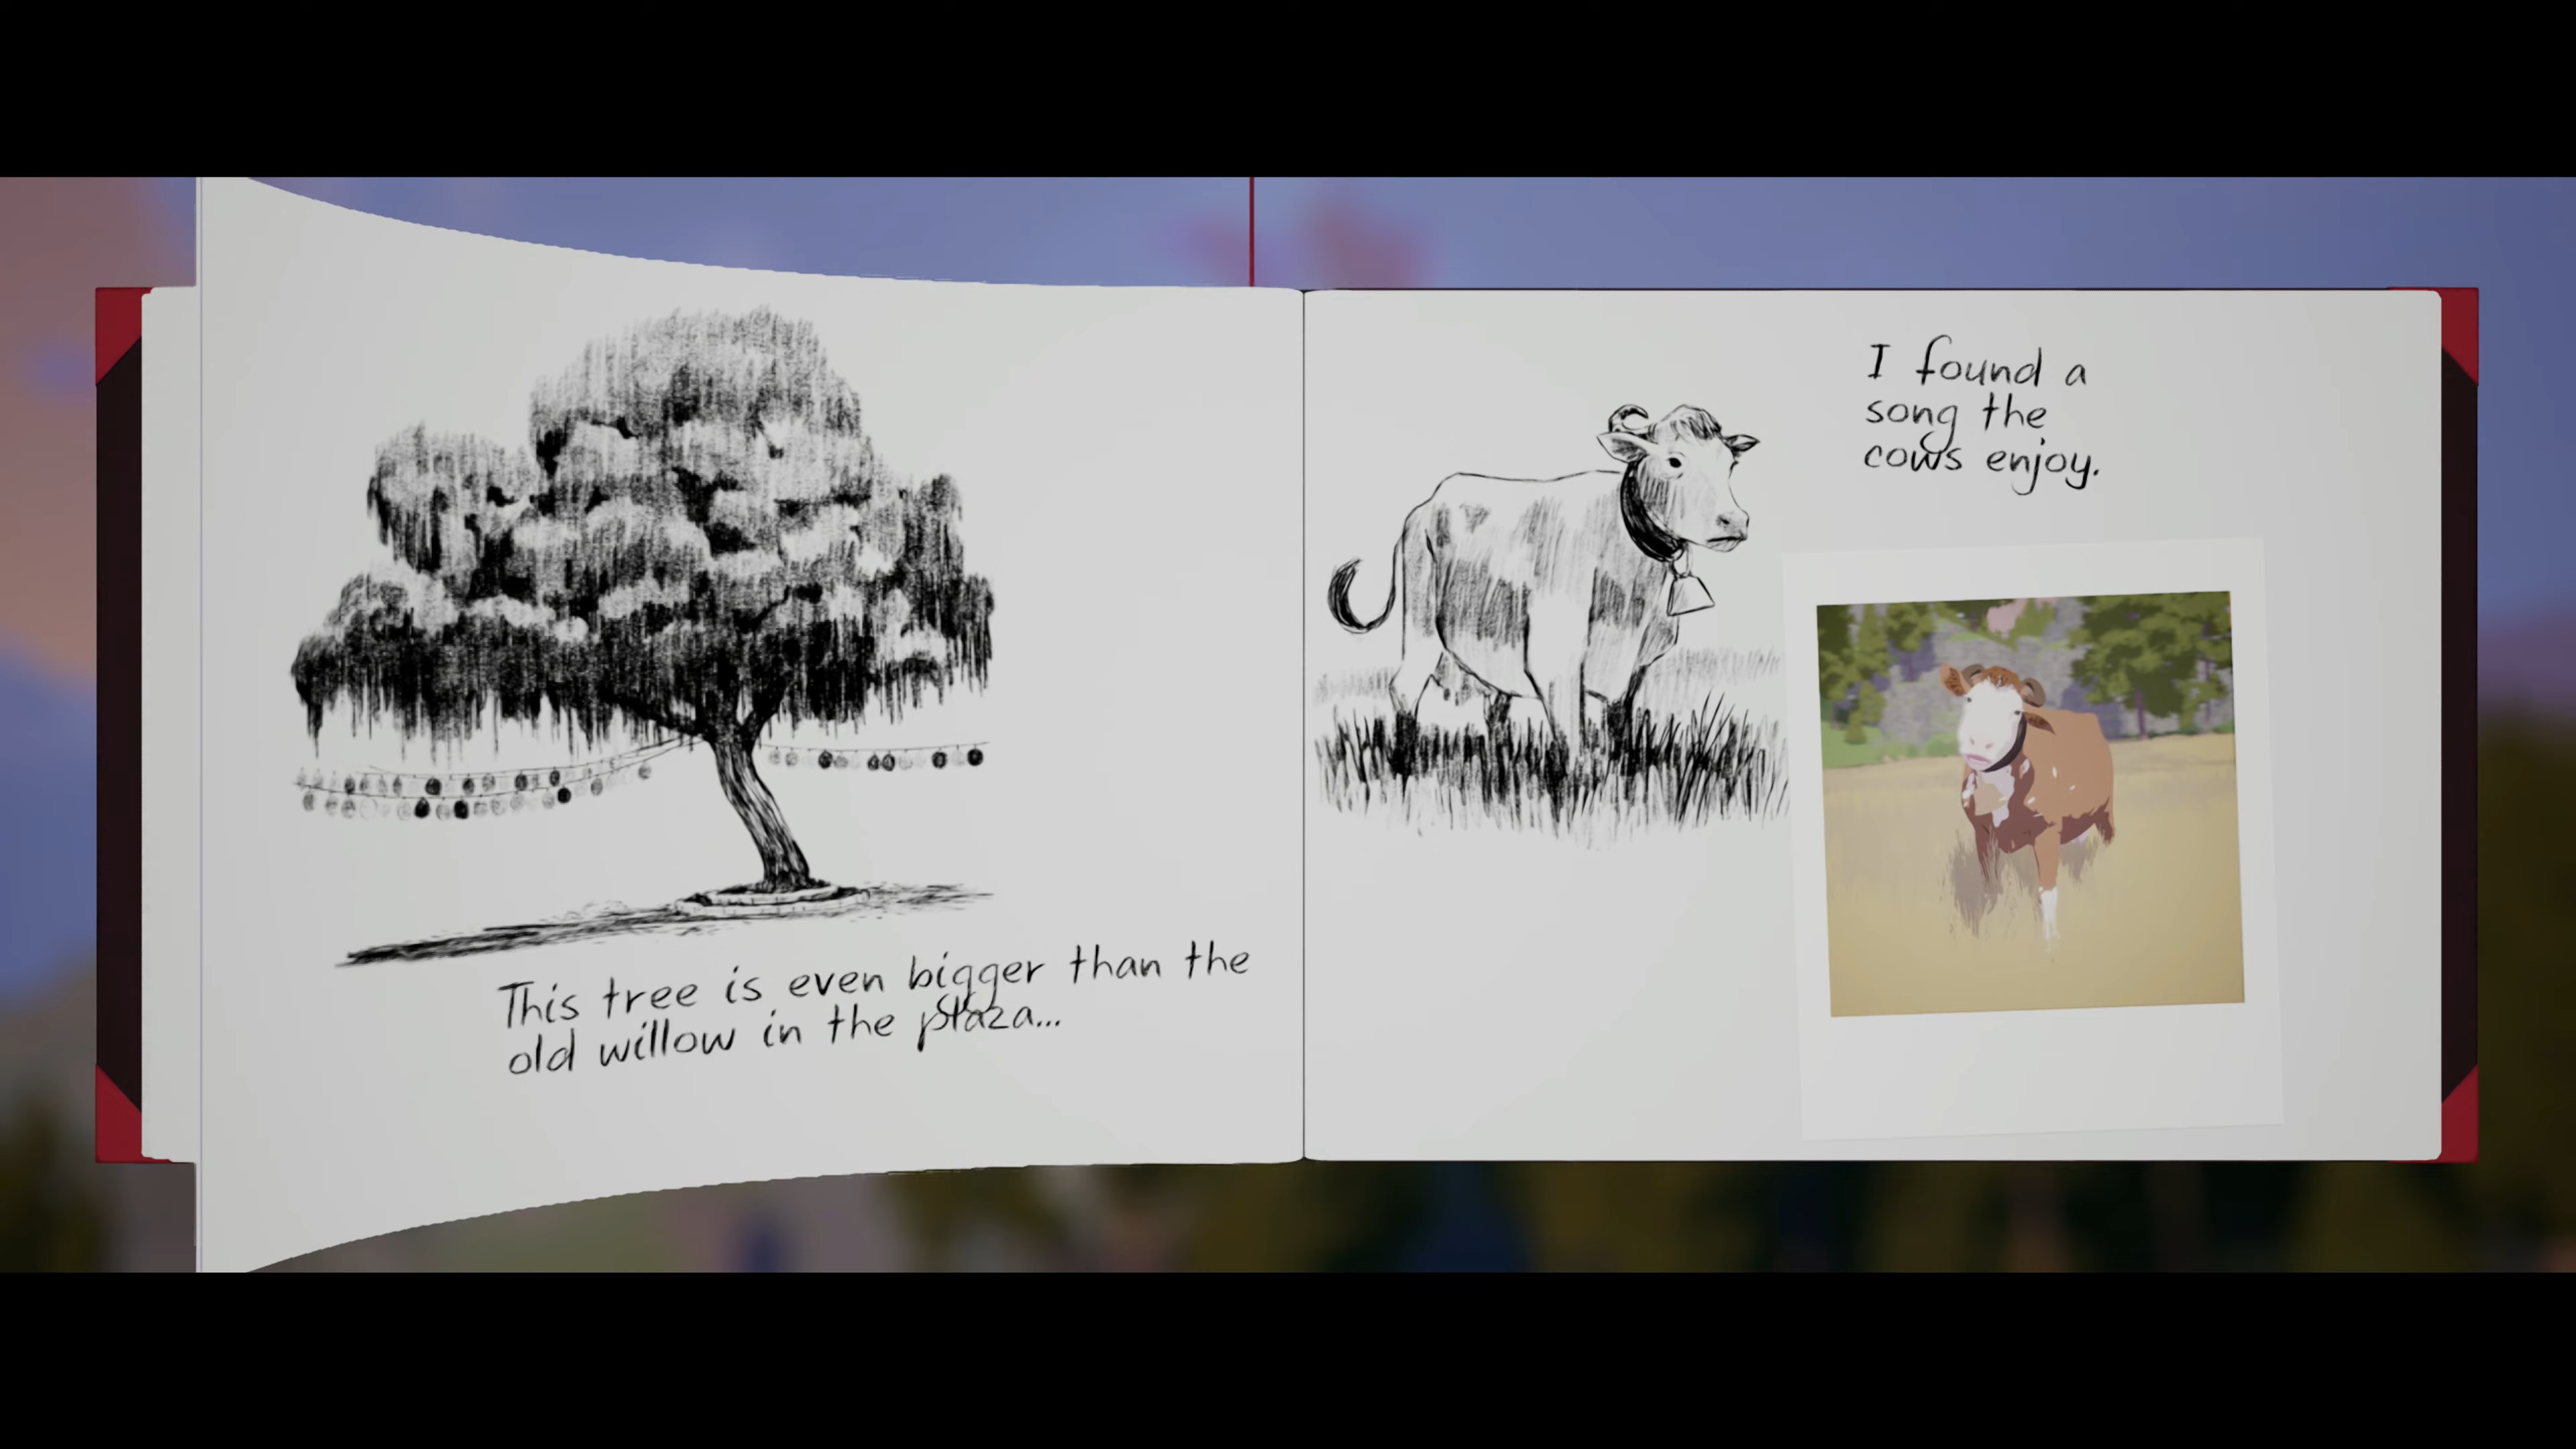 This tree is even bigger than the
old willow in the plaza...
I found a
song the
cows enjoy.